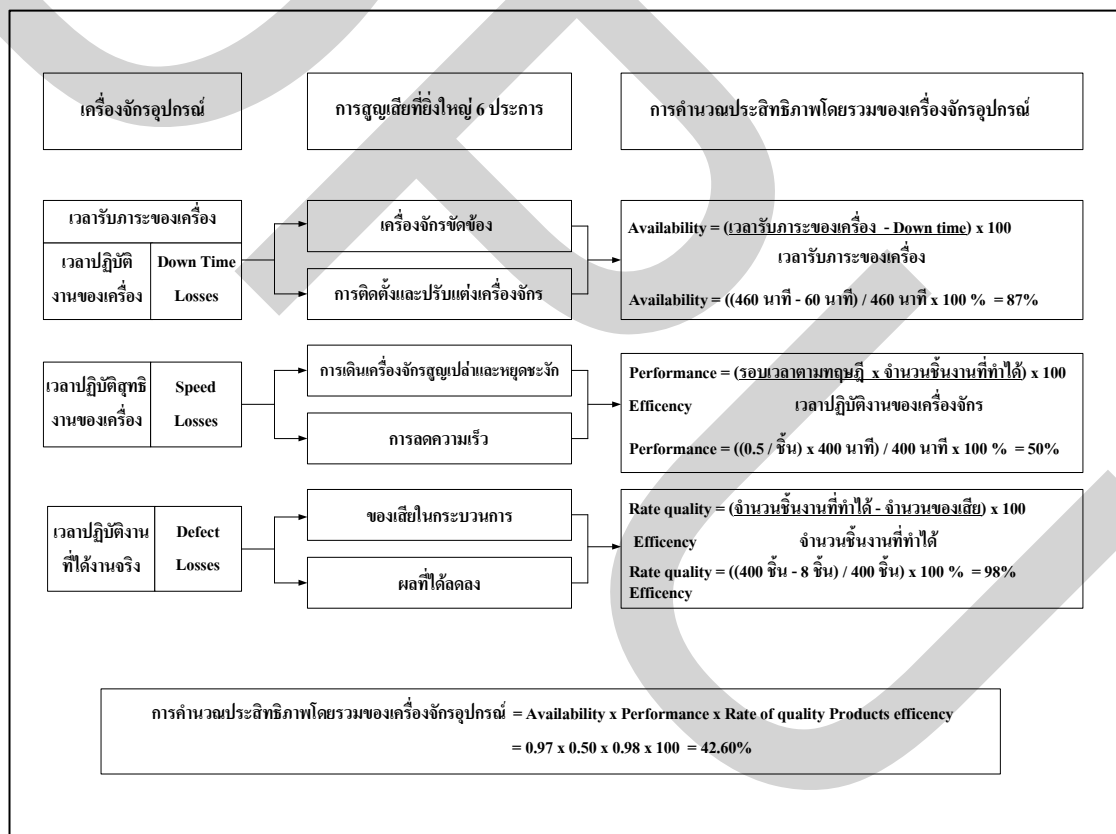 เครื่องจักรอุปกรณ์
การสูญเสียที่ยิ่งใหญ่ 6 ประการ
การคำนวณประสิทธิภาพโดยรวมของเครื่องจักรอุปกรณ์
เวลารับภาระของเครื่อง
เวลาปฏิบัติ
งานของเครื่อง
Down Time
Losses
เครื่องจักรขัดข้อง
การติดตั้งและปรับแต่งเครื่องจักร
Availability = (เวลารับภาระของเครื่อง - Down time) x 100
เวลารับภาระของเครื่อง
Availability = ((460 นาที - 60 นาที) / 460 นาที x 100 % = 87%
เวลาปฏิบัติสุทธิ
งานของเครื่อง
Speed
Losses
การเดินเครื่องจักรสูญเปล่าและหยุดชะงัก
การลดความเร็ว
Performance = (รอบเวลาตามทฤษฎี x จำนวนชิ้นงานที่ทำได้) x 100
Efficency เวลาปฏิบัติงานของเครื่องจักร
Performance = ((0.5 / ชิ้น) x 400 นาที) / 400 นาที x 100 % = 50%
เวลาปฏิบัติงาน
ที่ได้งานจริง
Defect
Losses
ของเสียในกระบวนการ
ผลที่ได้ลดลง
Rate quality = (จำนวนชิ้นงานที่ทำได้ - จำนวนของเสีย) x 100
Efficency จำนวนชิ้นงานที่ทำได้
Rate quality = ((400 ชิ้น - 8 ชิ้น) / 400 ชิ้น) x 100 % = 98%
Efficency
การคำนวณประสิทธิภาพโดยรวมของเครื่องจักรอุปกรณ์ = Availability x Performance x Rate of quality Products efficency
= 0.97 x 0.50 x 0.98 x 100 = 42.60%